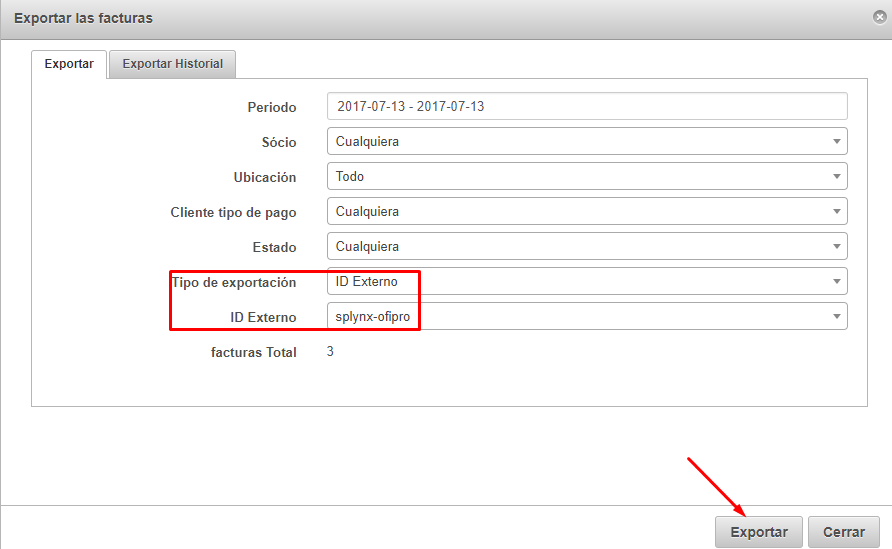 Exportar las facturas
Exportar Exportar Historial
Periodo 2017-07-13 - 2017-07-13
Sócio Cualquiera
Ubicación Todo
Cliente tipo de pago Cualquiera
Estado Cualquiera
Tipo de exportación ID Externo
ID Externo splynx-ofipro
facturas Total 3
Exportar Cerrar